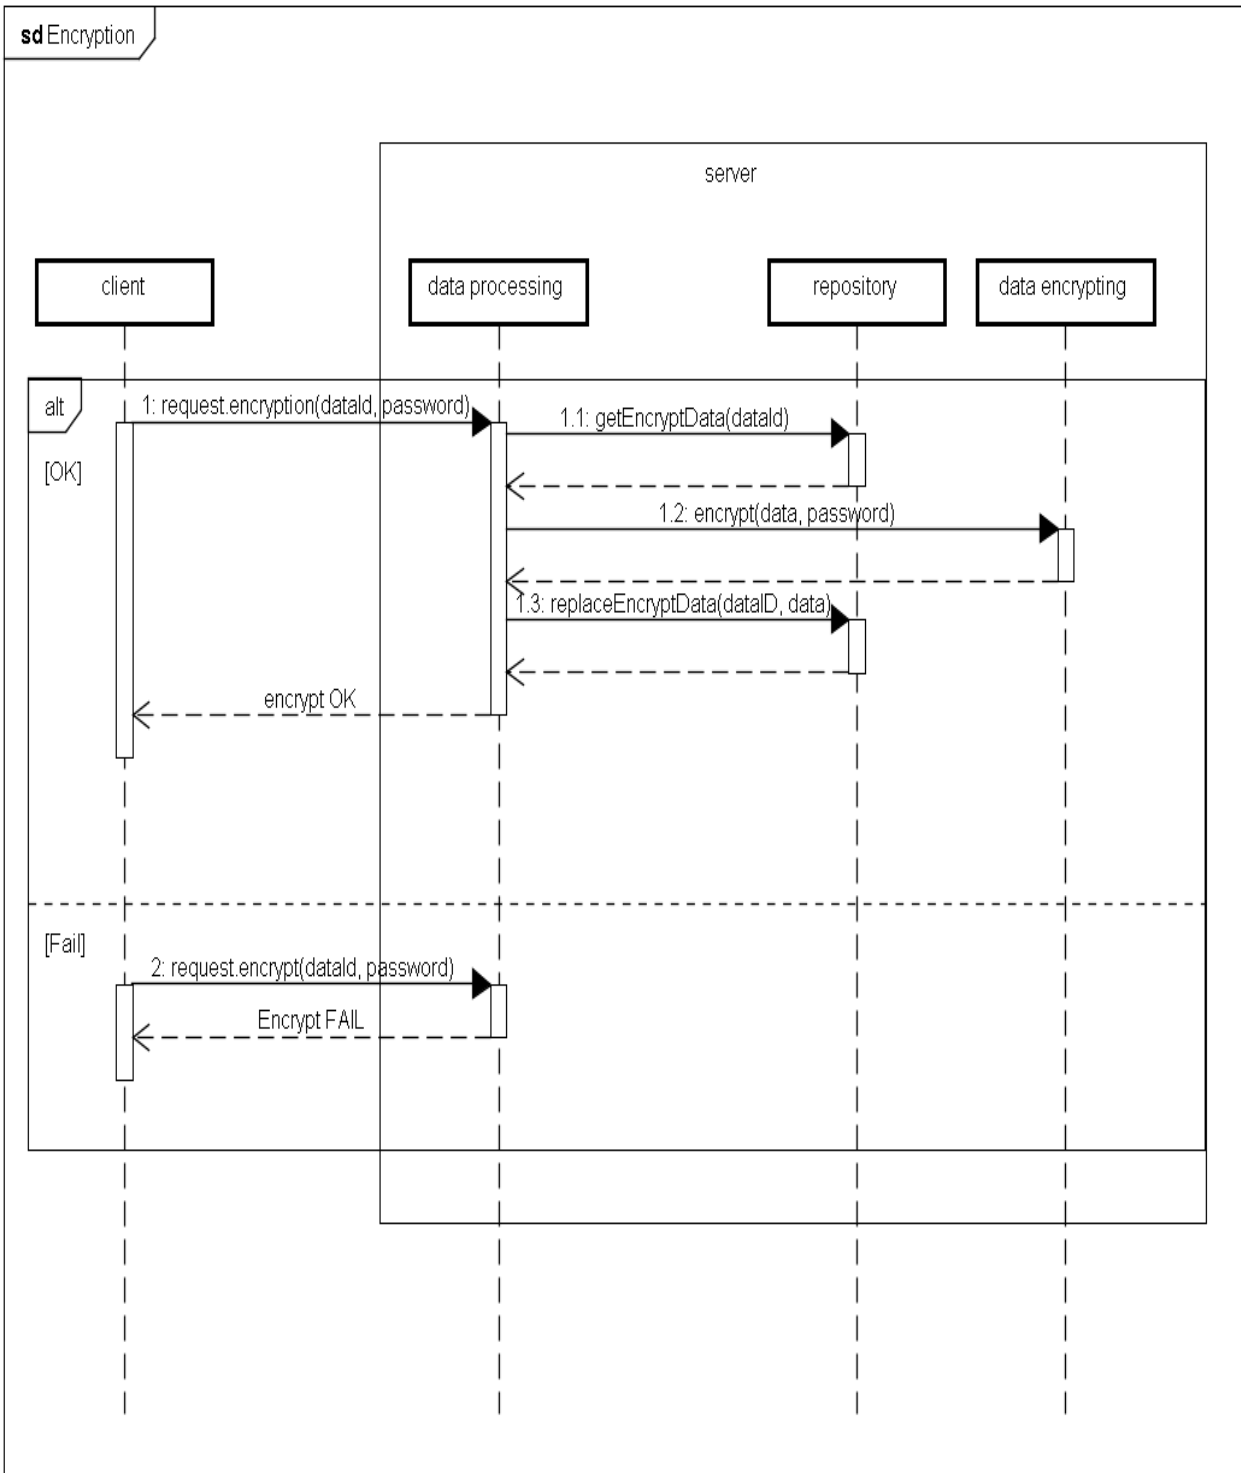 sd Encryption
server
client
data processing
repository
data encrypting
alt
1: request.encryption(dataId, password)
1.1: getEncryptData(dataId)
[OK]
1.2: encrypt(data, password)
1.3: replaceEncryptData(dataID, data)
encrypt OK
[Fail]
2: request.encrypt(dataId, password)
Encrypt FAIL